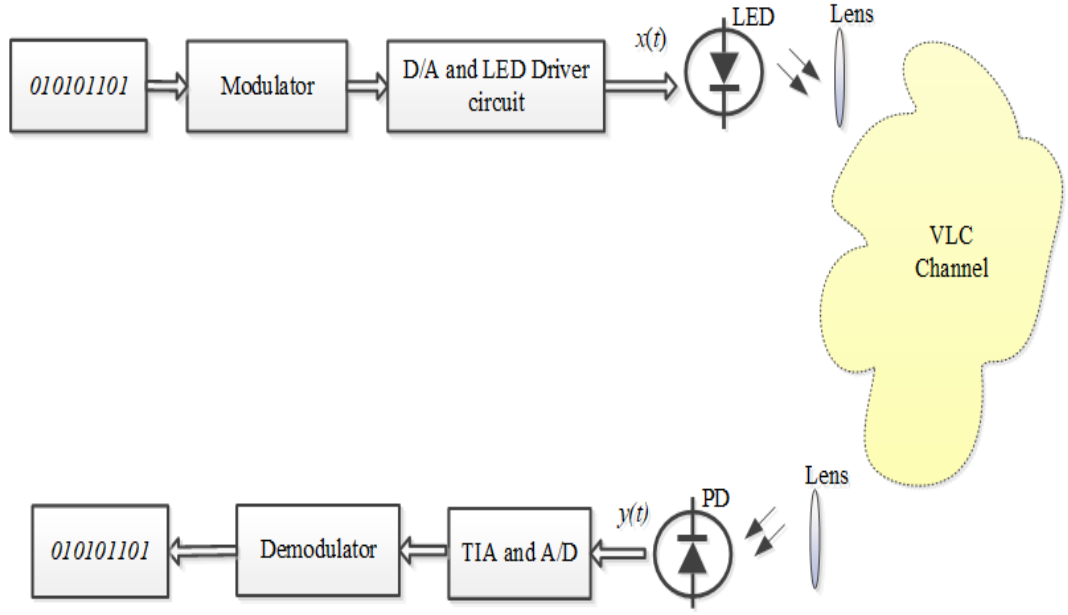 010101101
Modulator
D/A and LED Driver
circuit
x(t)
LED
Lens
VLC
Channel
Lens
PD
y(t)
TIA and A/D
Demodulator
010101101